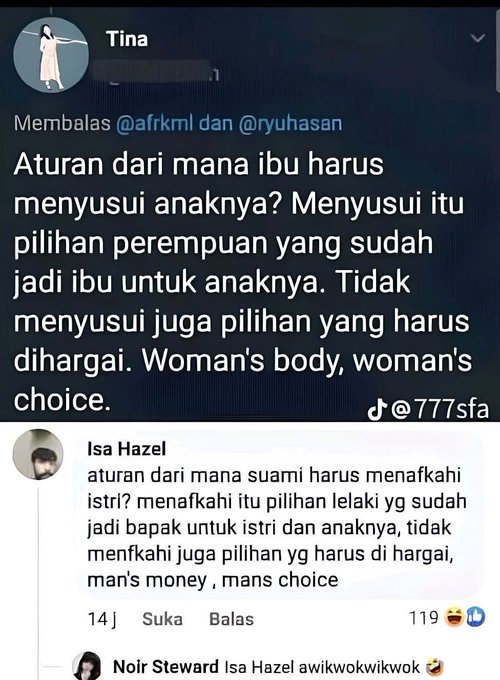 Tina
Membalas @afrkml dan @ryuhasan
Aturan dari mana ibu harus
menyusui anaknya? Menyusui itu
pilihan perempuan yang sudah
jadi ibu untuk anaknya. Tidak
menyusui juga pilihan yang harus
dihargai. Woman's body, woman's
choice.
@777sfa
Isa Hazel
aturan dari mana suami harus menafkahi
istri? menafkahi itu pilihan lelaki yg sudah
jadi bapak untuk istri dan anaknya, tidak
menfkahi juga pilihan yg harus di hargai,
man's money , mans choice
14 j Suka Balas 119
Noir Steward Isa Hazel awikwokwikwok